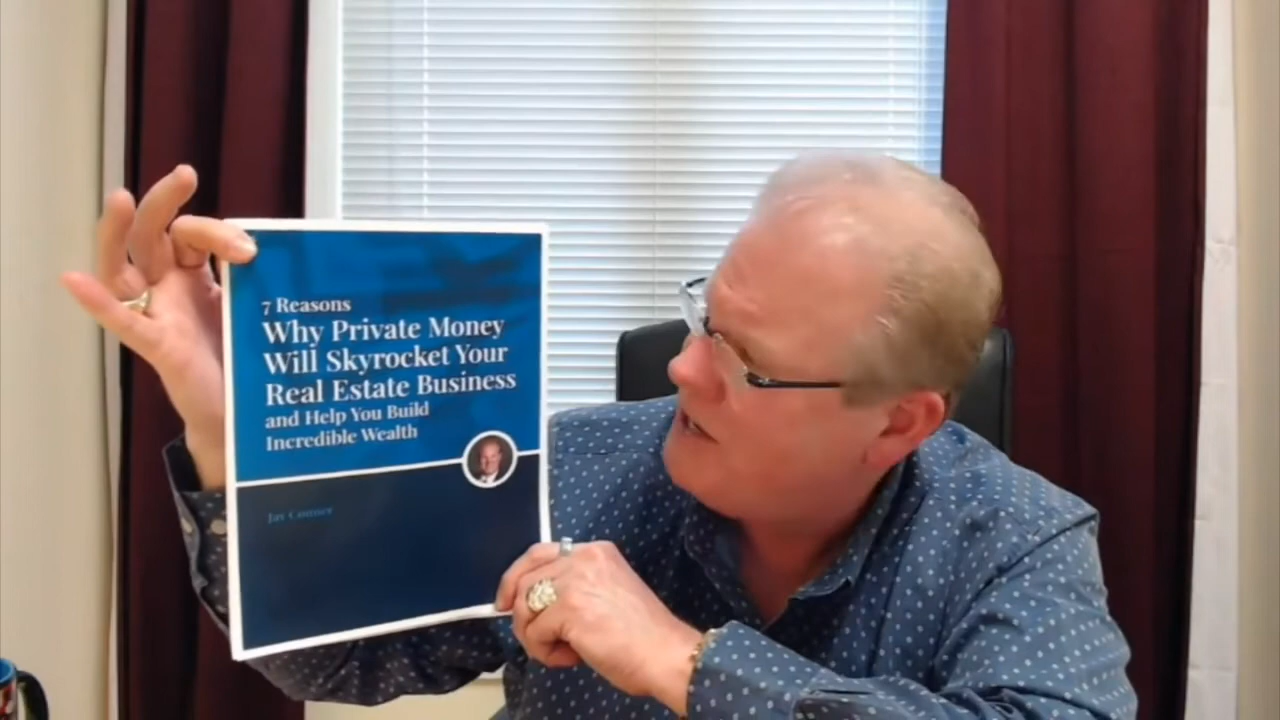 7 Reasons
Why Private Money
Will Skyrocket Your
Real Estate Business
and Help You Build
Incredible Wealth
Jay Conner